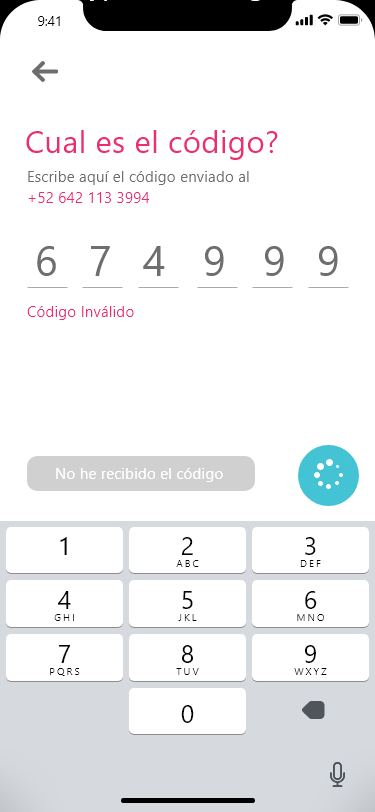 9:41
Cual es el código?
Escribe aquí el código enviado al
+52 642 113 3994
6 7 4 9 9 9
Código Inválido
No he recibido el código
1 2 3
ABC DEF
4 5 6
GHI JKL MNO
7 8 9
PQRS TUV WXYZ
0